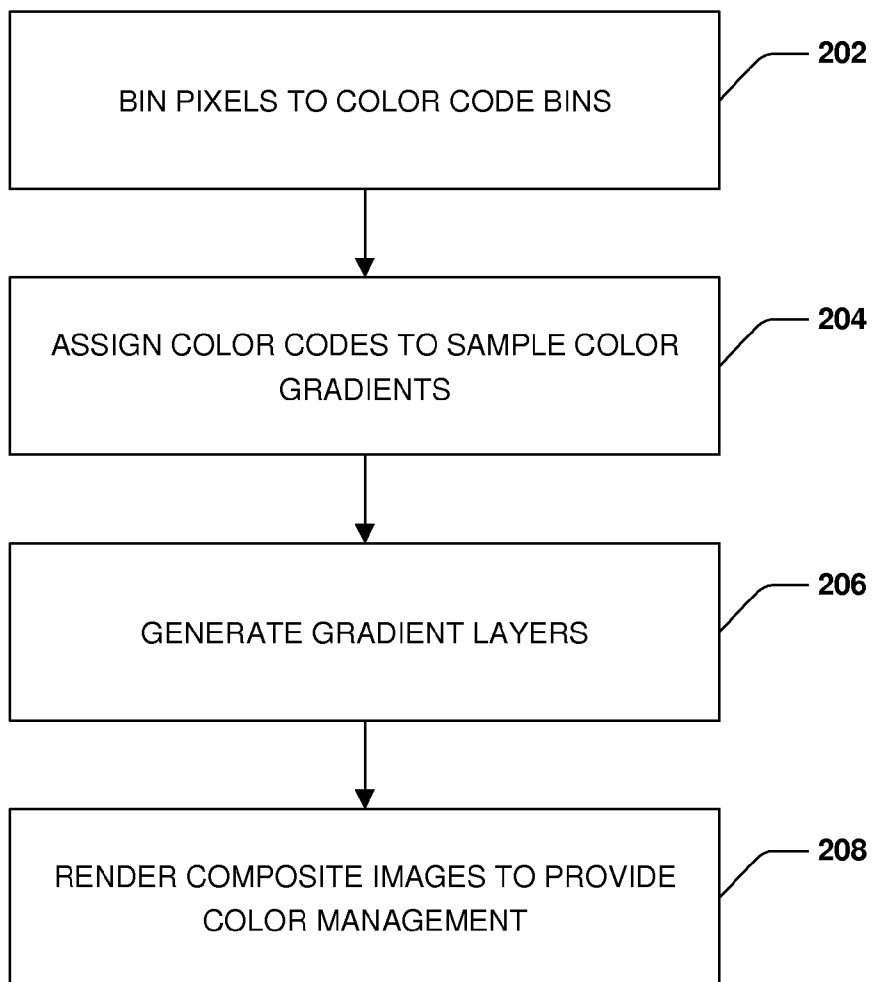 BIN PIXELS TO COLOR CODE BINS
202
ASSIGN COLOR CODES TO SAMPLE COLOR
GRADIENTS
204
GENERATE GRADIENT LAYERS
206
RENDER COMPOSITE IMAGES TO PROVIDE
COLOR MANAGEMENT
208